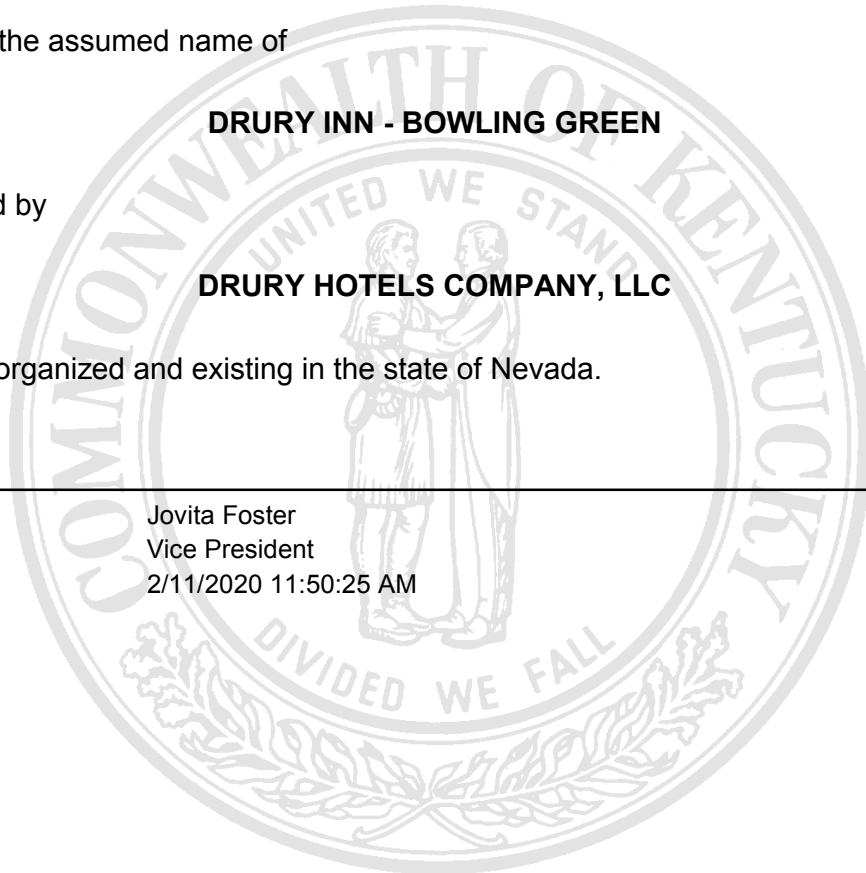 the assumed name of
DRURY INN - BOWLING GREEN
d by
DRURY HOTELS COMPANY, LLC
organized and existing in the state of Nevada.
Jovita Foster
Vice President
2/11/2020 11:50:25 AM
COMMONWEALTH OF KENTUCKY
UNITED WE STAND
DIVIDED WE FALL